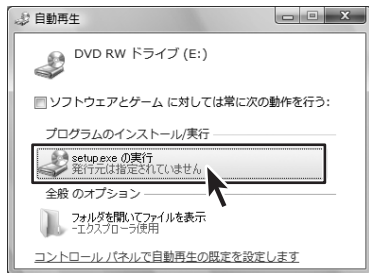 自動再生
DVD RW ドライブ (E:)
ソフトウェアとゲーム に対しては常に次の動作を行う:
プログラムのインストール/実行
setup.exe の実行
発行元は指定されていません
全般 のオプション
フォルダを開いてファイルを表示
-エクスプローラ使用
コントロール パネルで自動再生の既定を設定します